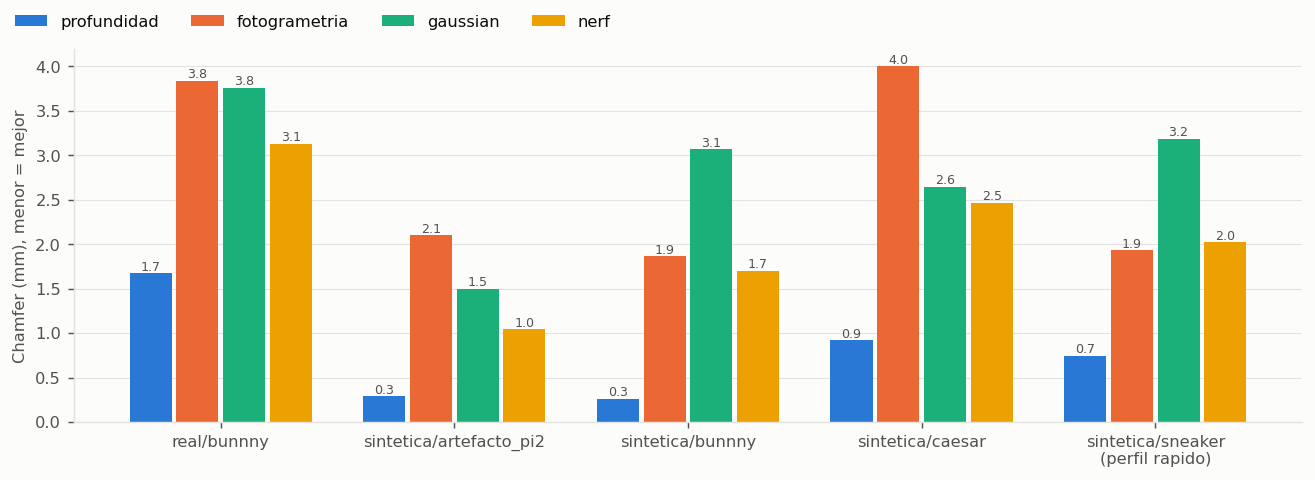 profundidad fotogrametria gaussian nerf
Chamfer (mm), menor = mejor
4.0
3.5
3.0
2.5
2.0
1.5
1.0
0.5
0.0
1.7 3.8 3.8 3.1
0.3 2.1 1.5 1.0
0.3 1.9 3.1 1.7
0.9 4.0 2.6 2.5
0.7 1.9 3.2 2.0
real/bunnny sintetica/artefacto_pi2 sintetica/bunnny sintetica/caesar sintetica/sneaker
(perfil rapido)